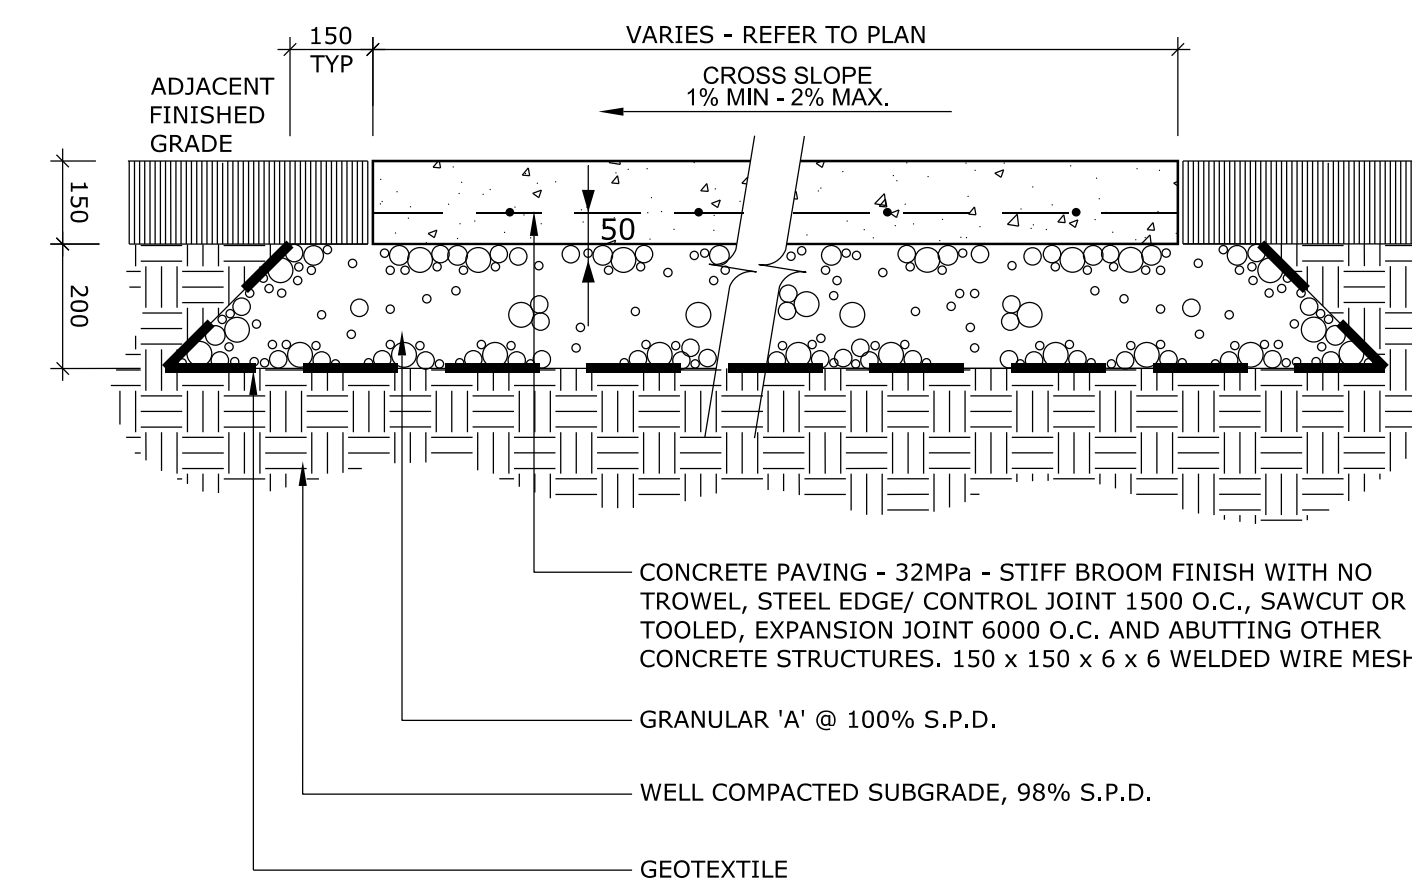 150
TYP
VARIES - REFER TO PLAN
CROSS SLOPE
1% MIN - 2% MAX.
ADJACENT
FINISHED
GRADE
150
50
200
CONCRETE PAVING - 32MPa - STIFF BROOM FINISH WITH NO
TROWEL, STEEL EDGE/ CONTROL JOINT 1500 O.C., SAWCUT OR
TOOLED, EXPANSION JOINT 6000 O.C. AND ABUTTING OTHER
CONCRETE STRUCTURES. 150 x 150 x 6 x 6 WELDED WIRE MESH
GRANULAR 'A' @ 100% S.P.D.
WELL COMPACTED SUBGRADE, 98% S.P.D.
GEOTEXTILE